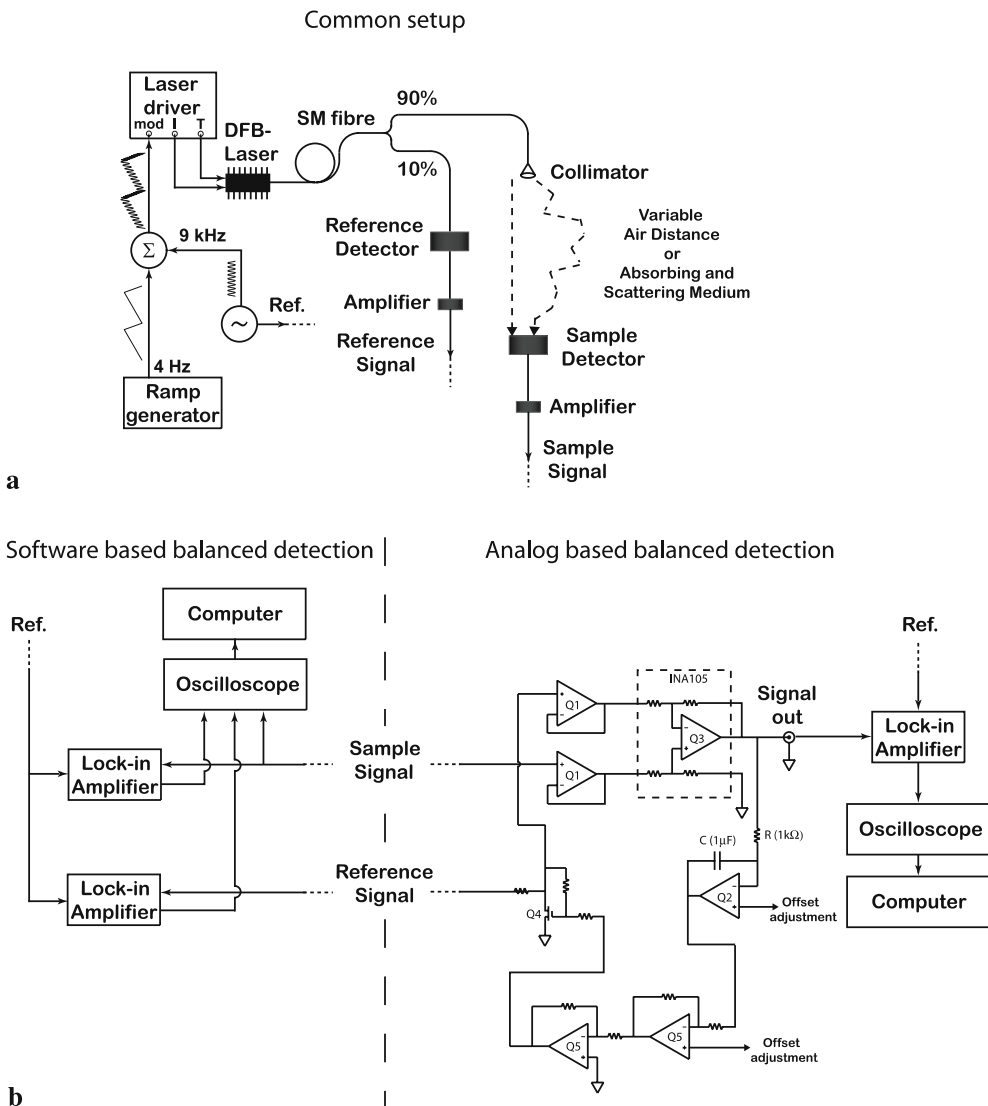 Common setup
Laser
driver
mod I T
DFB-
Laser
SM fibre
90%
10%
Collimator
Variable
Air Distance
or
Absorbing and
Scattering Medium
Reference
Detector
Amplifier
Reference
Signal
Sample
Detector
Amplifier
Sample
Signal
Σ
9 kHz
~
Ref.
4 Hz
Ramp
generator
a
Software based balanced detection
Analog based balanced detection
Ref.
Computer
Oscilloscope
Lock-in
Amplifier
Lock-in
Amplifier
Sample
Signal
Reference
Signal
INA105
+
−
Q1
+
−
Q1
−
+
Q3
Signal
out
Ref.
Lock-in
Amplifier
Oscilloscope
Computer
R (1kΩ)
C (1μF)
−
+
Q2
Offset
adjustment
Q4
−
+
Q5
−
+
Q5
Offset
adjustment
b